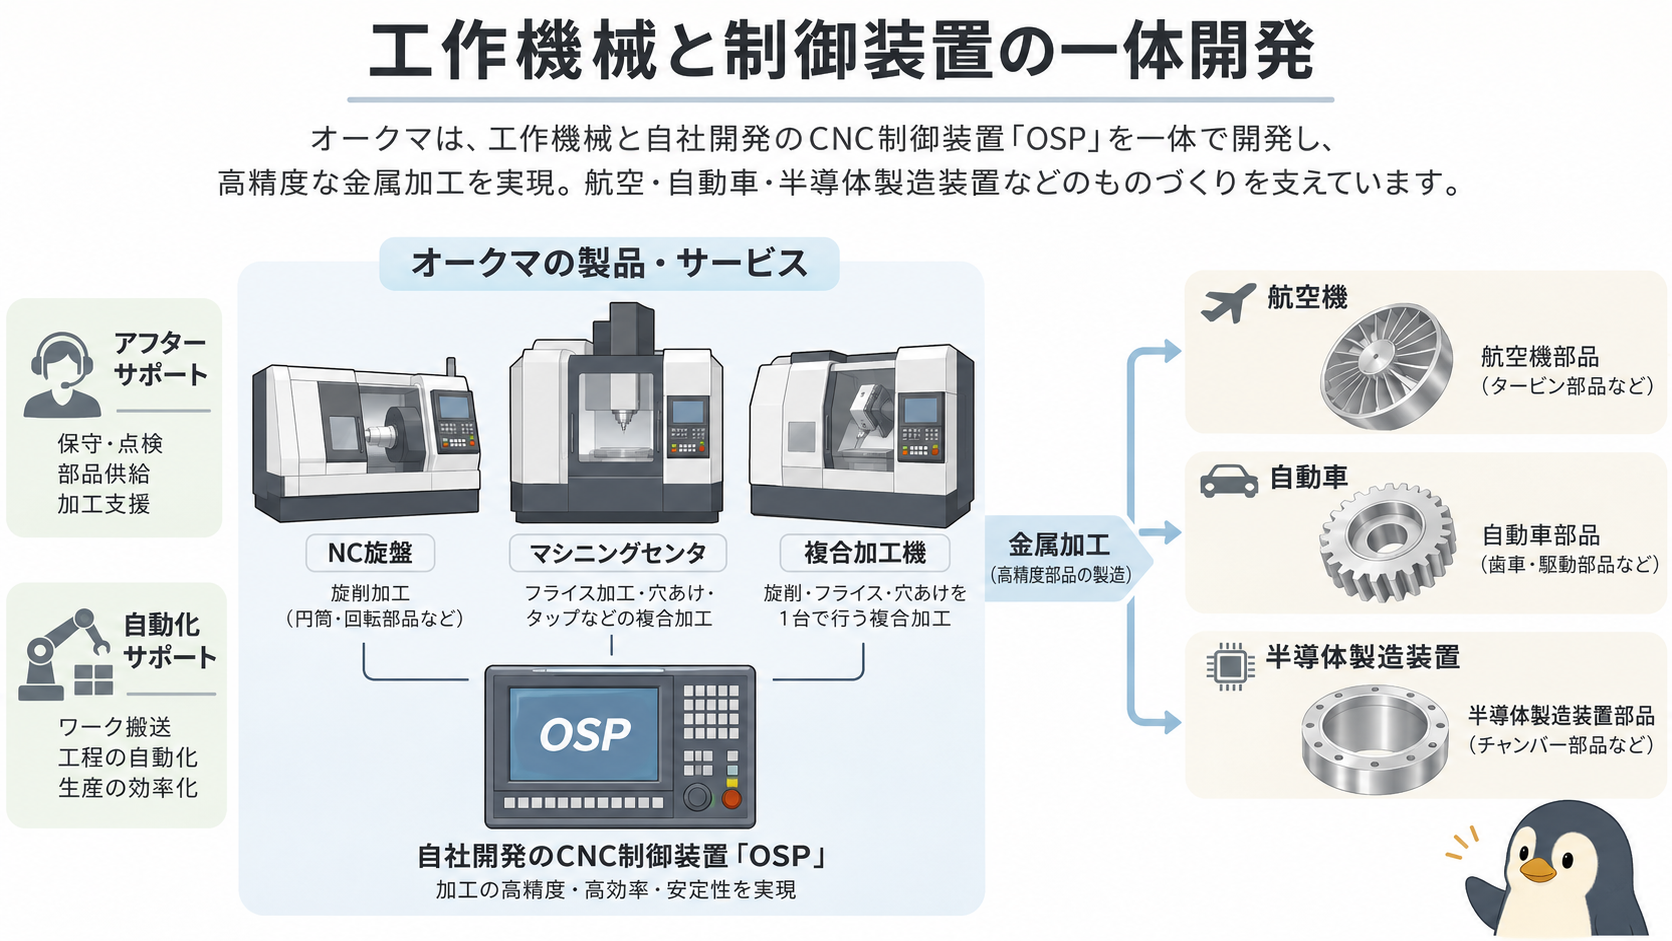 工作機械と制御装置の一体開発
オークマは、工作機械と自社開発のCNC制御装置「OSP」を一体で開発し、
高精度な金属加工を実現。航空・自動車・半導体製造装置などのものづくりを支えています。
アフター
サポート
保守・点検
部品供給
加工支援
自動化
サポート
ワーク搬送
工程の自動化
生産の効率化
オークマの製品・サービス
NC旋盤
旋削加工
（円筒・回転部品など）
マシニングセンタ
フライス加工・穴あけ・
タップなどの複合加工
複合加工機
旋削・フライス・穴あけを
1台で行う複合加工
OSP
自社開発のCNC制御装置「OSP」
加工の高精度・高効率・安定性を実現
金属加工
（高精度部品の製造）
航空機
航空機部品
（タービン部品など）
自動車
自動車部品
（歯車・駆動部品など）
半導体製造装置
半導体製造装置部品
（チャンバー部品など）